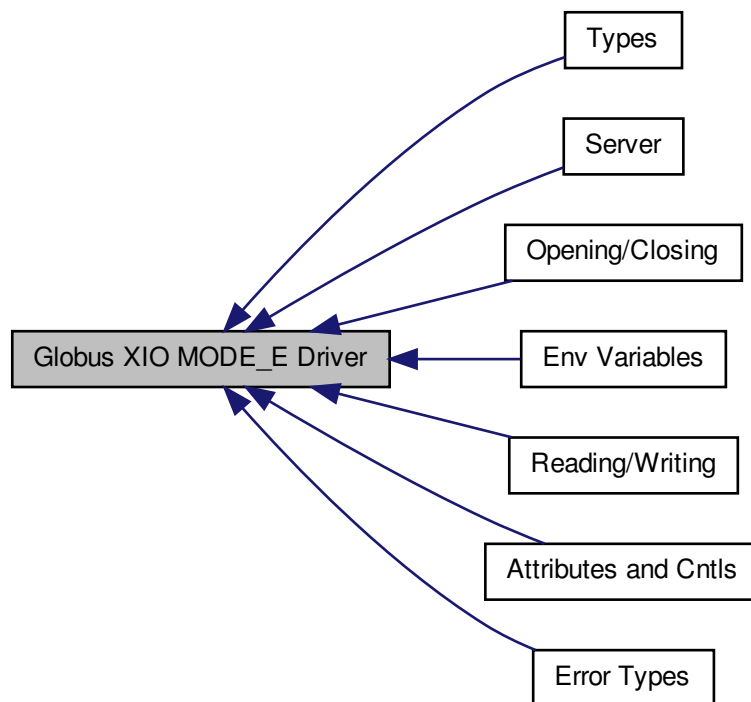 Types
Server
Opening/Closing
Globus XIO MODE_E Driver
Env Variables
Reading/Writing
Attributes and Cntls
Error Types